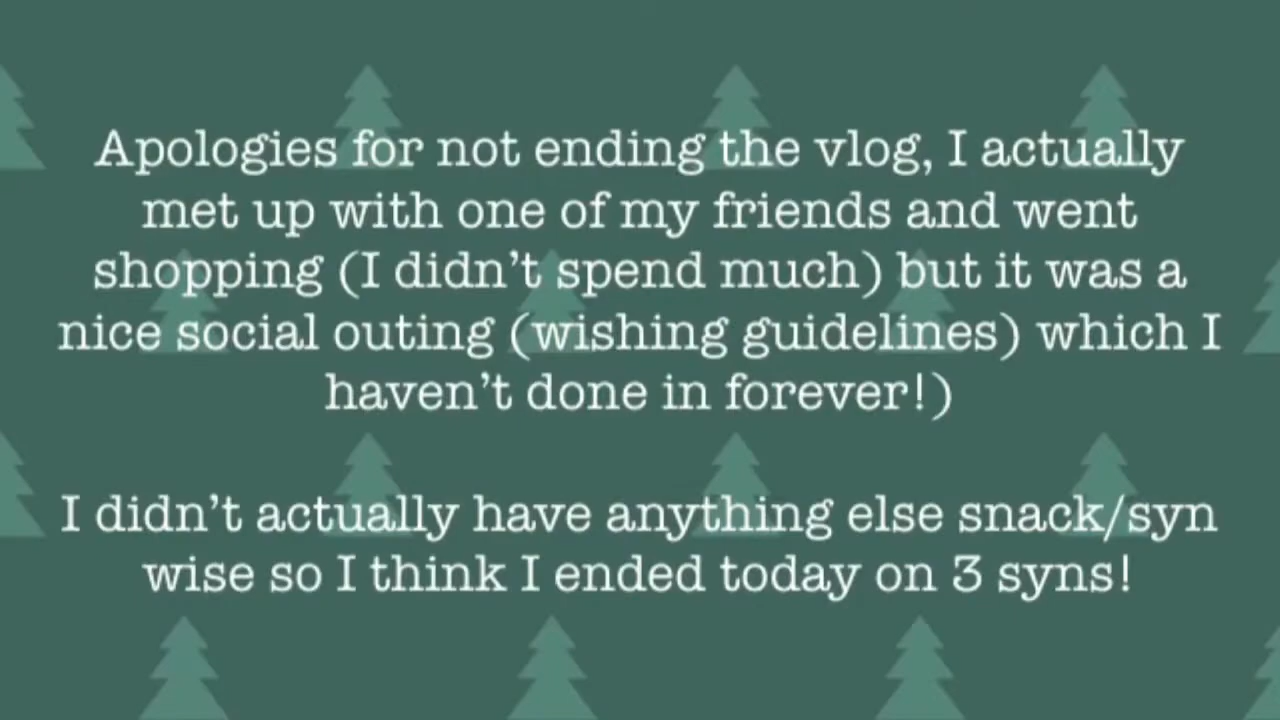 Apologies for not ending the vlog, I actually
met up with one of my friends and went
shopping (I didn't spend much) but it was a
nice social outing (wishing guidelines) which I
haven't done in forever!)
I didn't actually have anything else snack/syn
wise so I think I ended today on 3 syns!